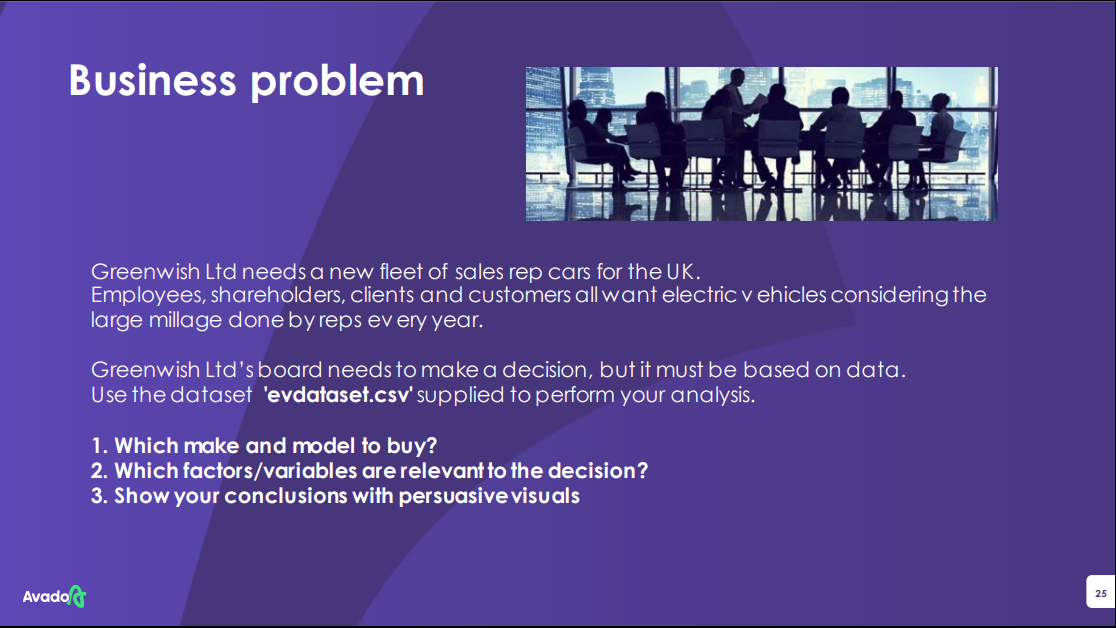 Business problem
Greenwish Ltd needs a new fleet of sales rep cars for the UK.
Employees, shareholders, clients and customers all want electric v ehicles considering the
large millage done by reps ev ery year.
Greenwish Ltd's board needs to make a decision, but it must be based on data.
Use the dataset 'evdataset.csv' supplied to perform your analysis.
1. Which make and model to buy?
2. Which factors/variables are relevant to the decision?
3. Show your conclusions with persuasive visuals
Avado
25